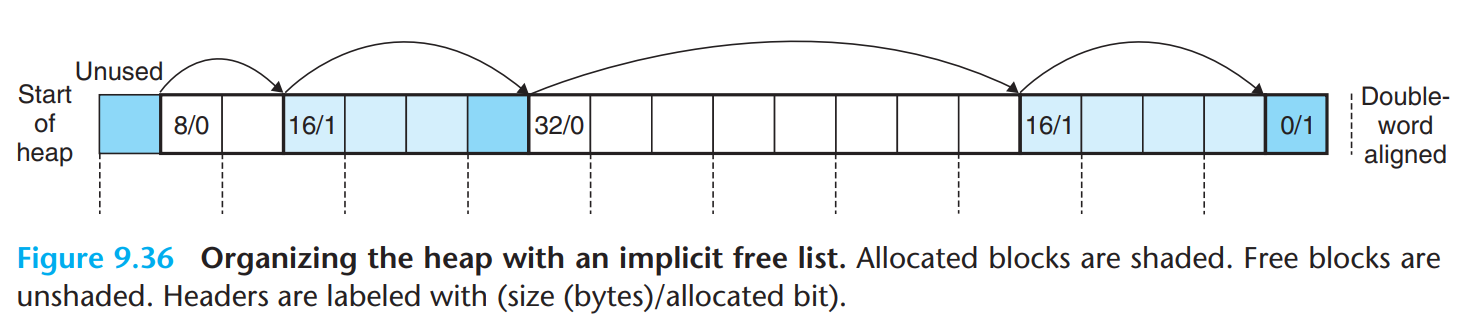 Unused
Start
of
heap
8/0
16/1
32/0
16/1
0/1
Double-
word
aligned
Figure 9.36 Organizing the heap with an implicit free list. Allocated blocks are shaded. Free blocks are
unshaded. Headers are labeled with (size (bytes)/allocated bit).